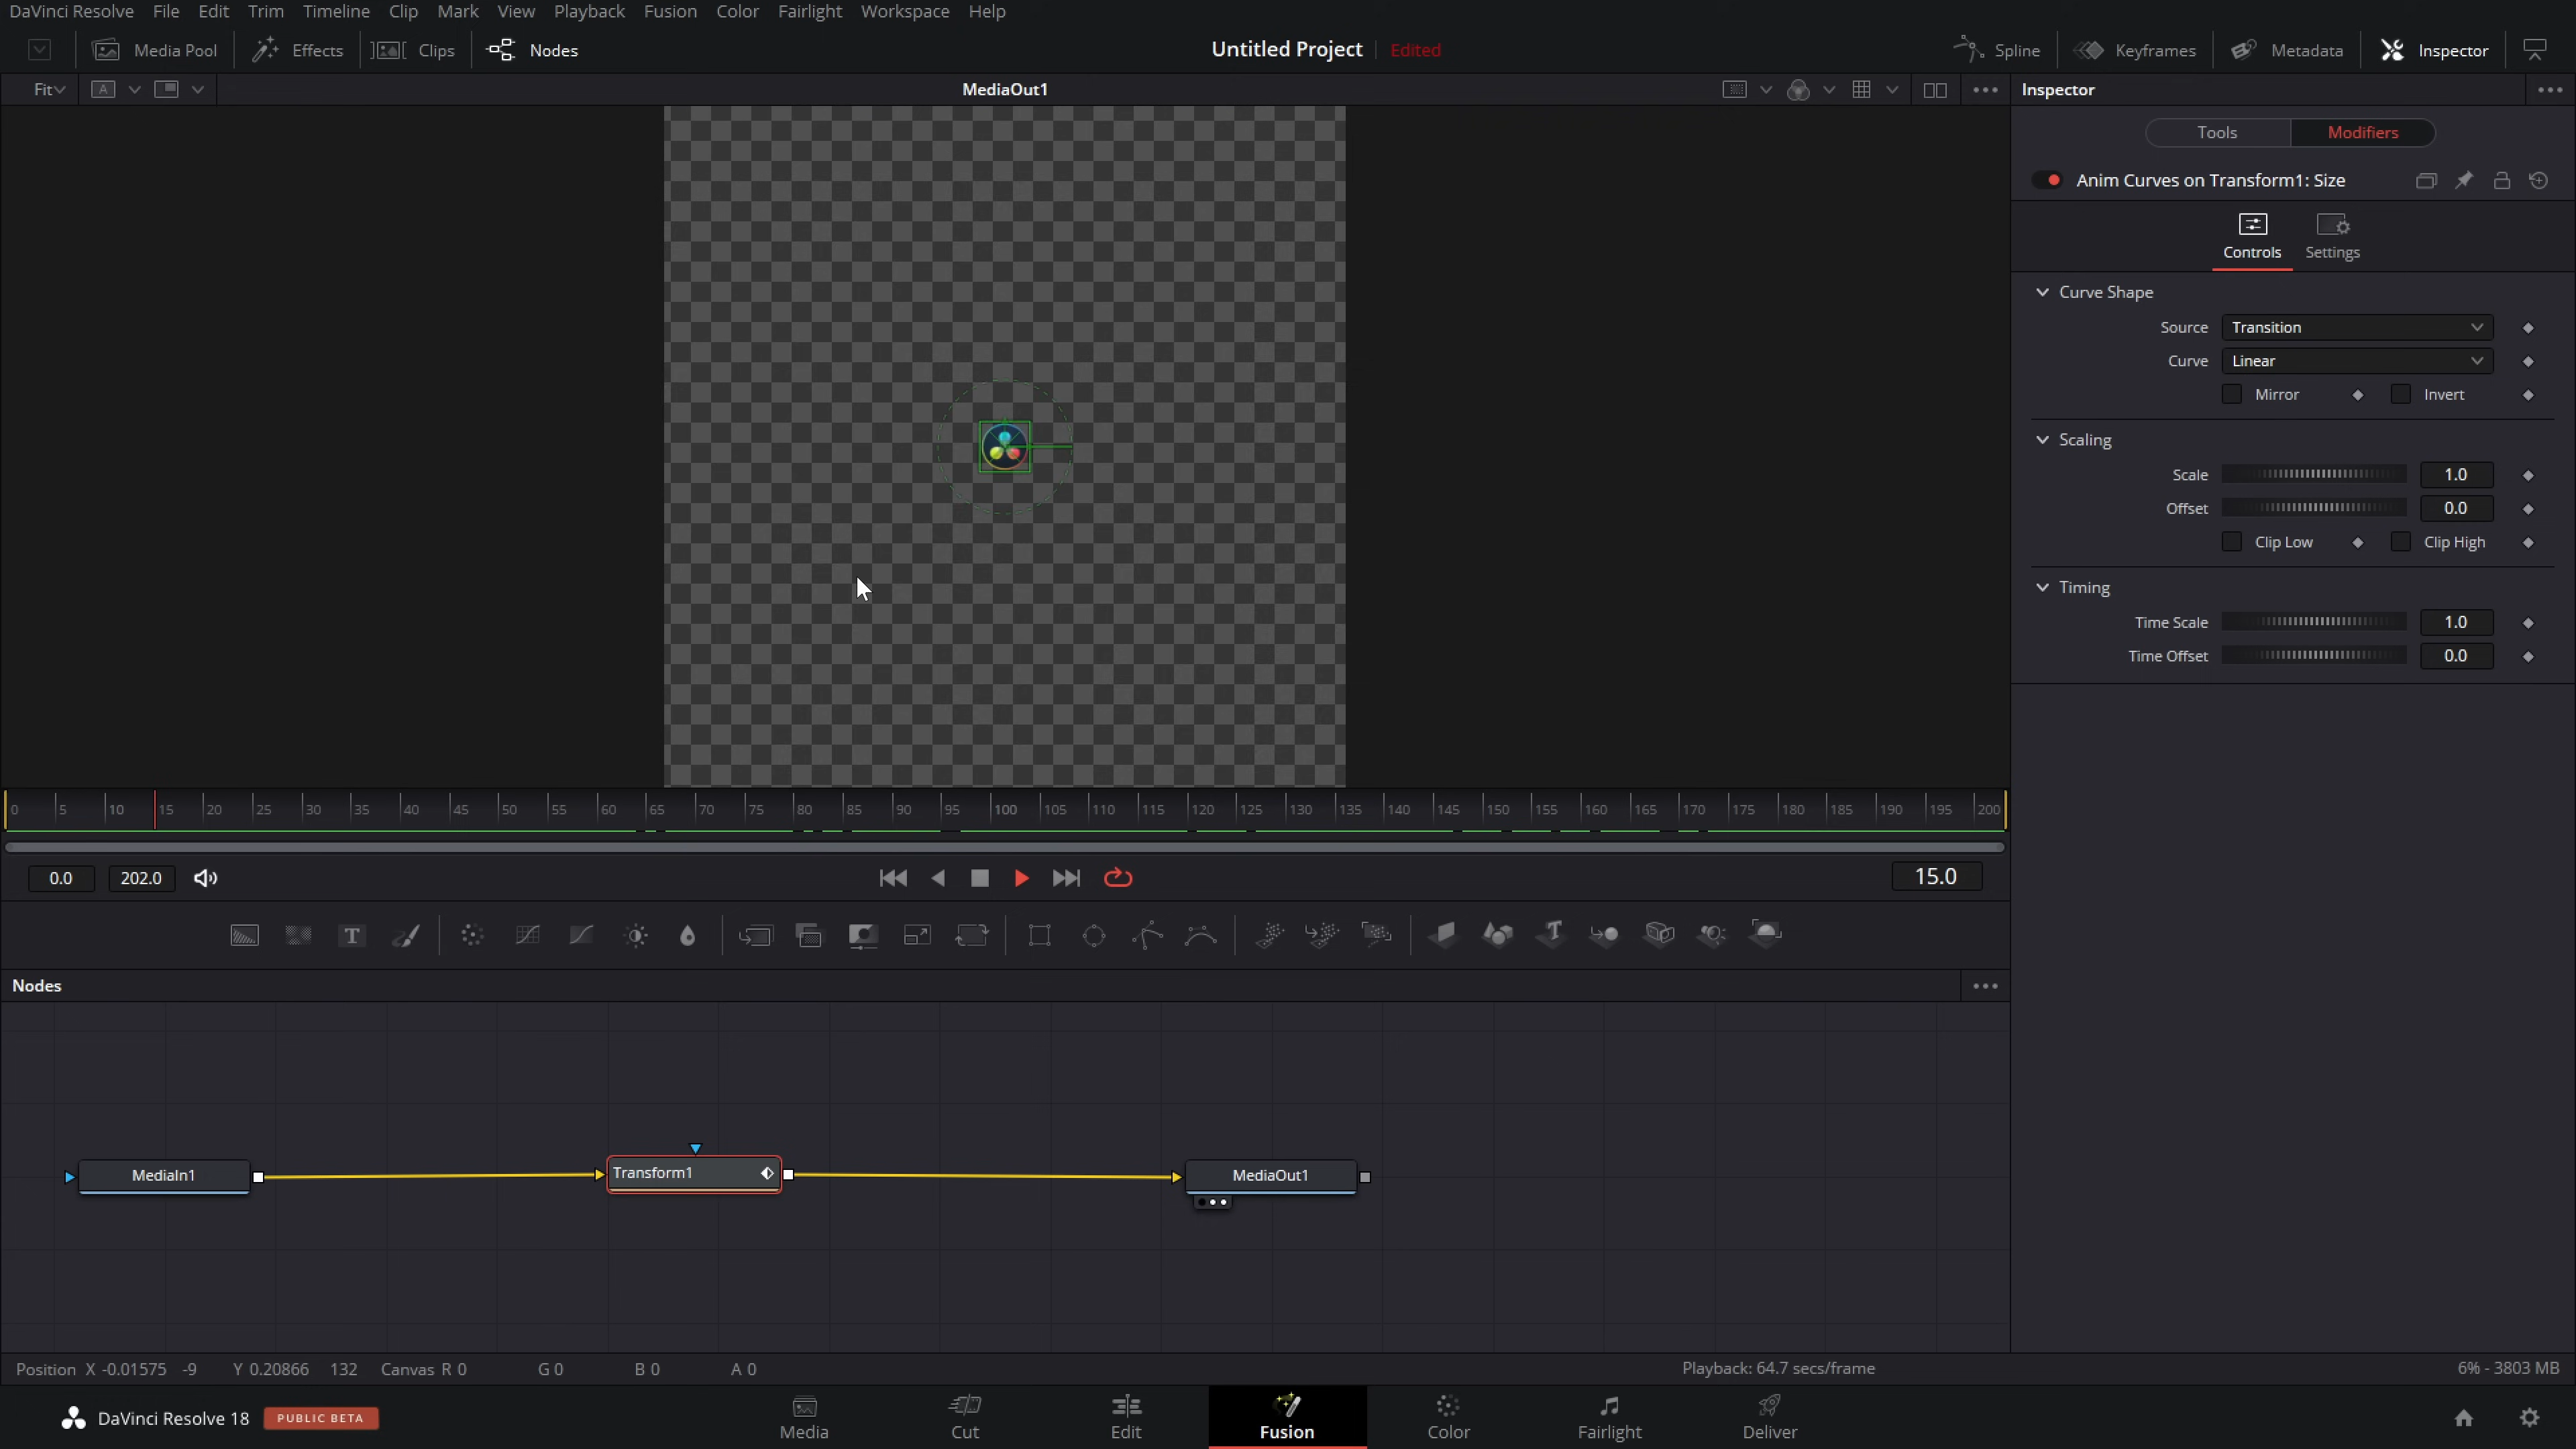 DaVinci Resolve File Edit Trim Timeline Clip Mark View Playback Fusion Color Fairlight Workspace Help
Media Pool Effects Clips Nodes Untitled Project Edited Spline Keyframes Metadata Inspector
Fit A MediaOut1 Inspector
Tools Modifiers
Anim Curves on Transform1: Size
Controls Settings
Curve Shape
Source Transition
Curve Linear
Mirror Invert
Scaling
Scale 1.0
Offset 0.0
Clip Low Clip High
Timing
Time Scale 1.0
Time Offset 0.0
0 5 10 15 20 25 30 35 40 45 50 55 60 65 70 75 80 85 90 95 100 105 110 115 120 125 130 135 140 145 150 155 160 165 170 175 180 185 190 195 200
0.0 202.0 15.0
T
Nodes
MediaIn1 Transform1 MediaOut1
Position X -0.01575 -9 Y 0.20866 132 Canvas R 0 G 0 B 0 A 0 Playback: 64.7 secs/frame 6% - 3803 MB
DaVinci Resolve 18 PUBLIC BETA Media Cut Edit Fusion Color Fairlight Deliver